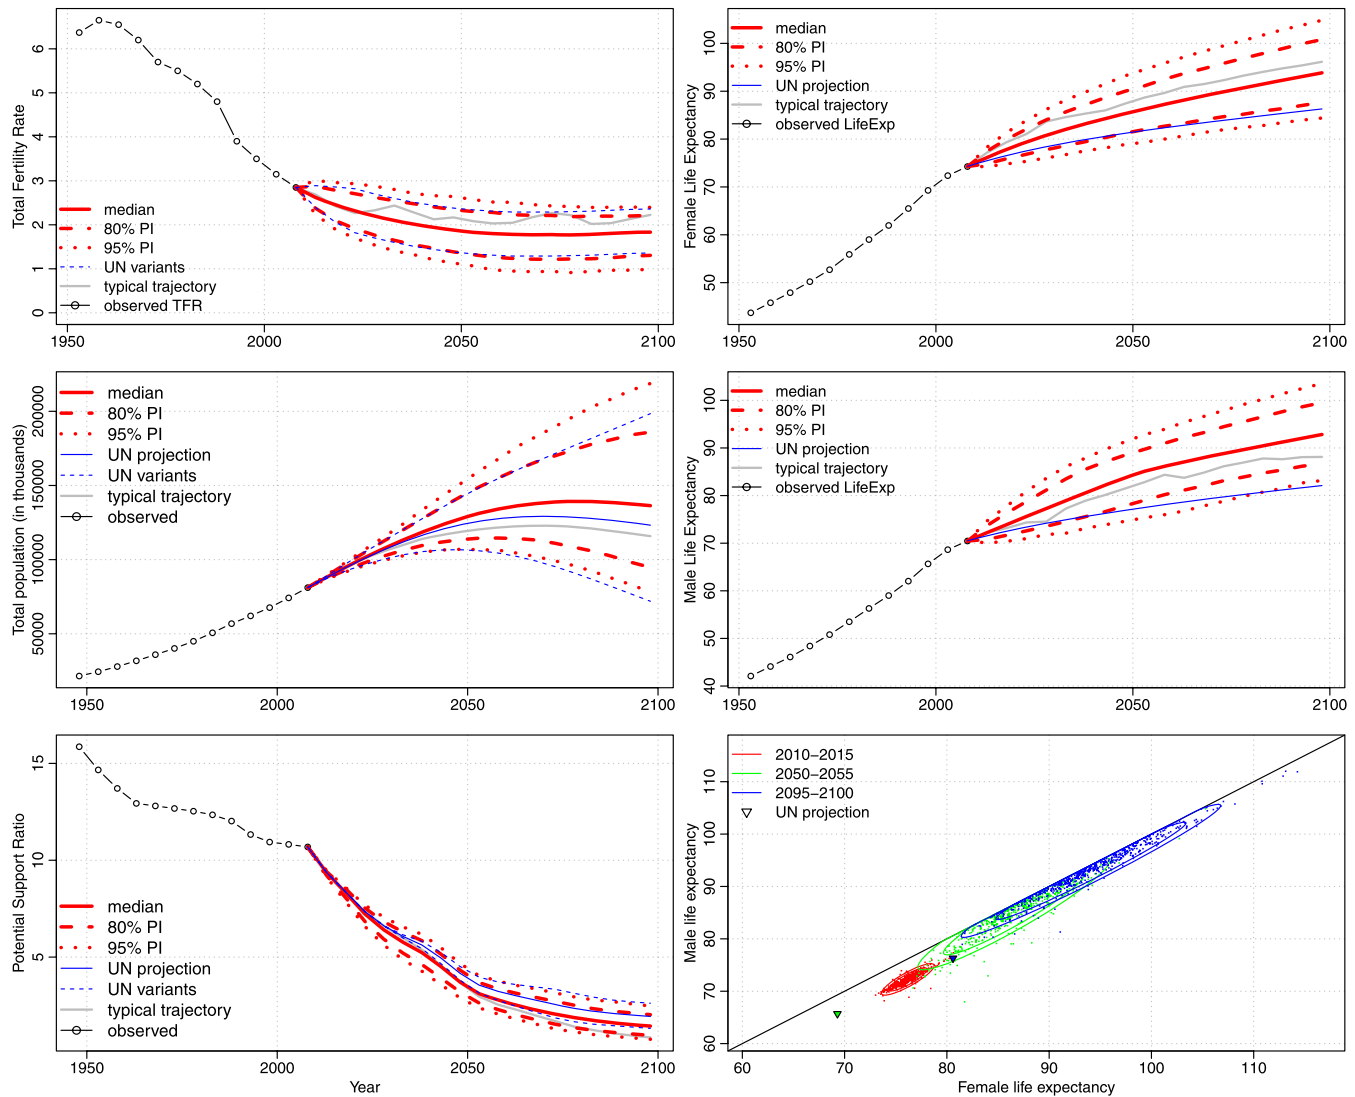 Total Fertility Rate
6
5
4
3
2
1
0
median
80% PI
95% PI
UN variants
typical trajectory
observed TFR
1950 2000 2050 2100
Female Life Expectancy
100
90
80
70
60
50
median
80% PI
95% PI
UN projection
typical trajectory
observed LifeExp
1950 2000 2050 2100
Total population (in thousands)
200000
150000
100000
50000
median
80% PI
95% PI
UN projection
UN variants
typical trajectory
observed
1950 2000 2050 2100
Male Life Expectancy
100
90
80
70
60
50
40
median
80% PI
95% PI
UN projection
typical trajectory
observed LifeExp
1950 2000 2050 2100
Potential Support Ratio
15
10
5
median
80% PI
95% PI
UN projection
UN variants
typical trajectory
observed
1950 2000 2050 2100
Year
Male life expectancy
110
100
90
80
70
60
2010−2015
2050−2055
2095−2100
UN projection
60 70 80 90 100 110
Female life expectancy